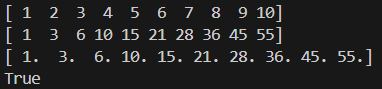 [ 1  2  3  4  5  6  7  8  9 10]
[ 1  3  6 10 15 21 28 36 45 55]
[ 1.  3.  6. 10. 15. 21. 28. 36. 45. 55.]
True